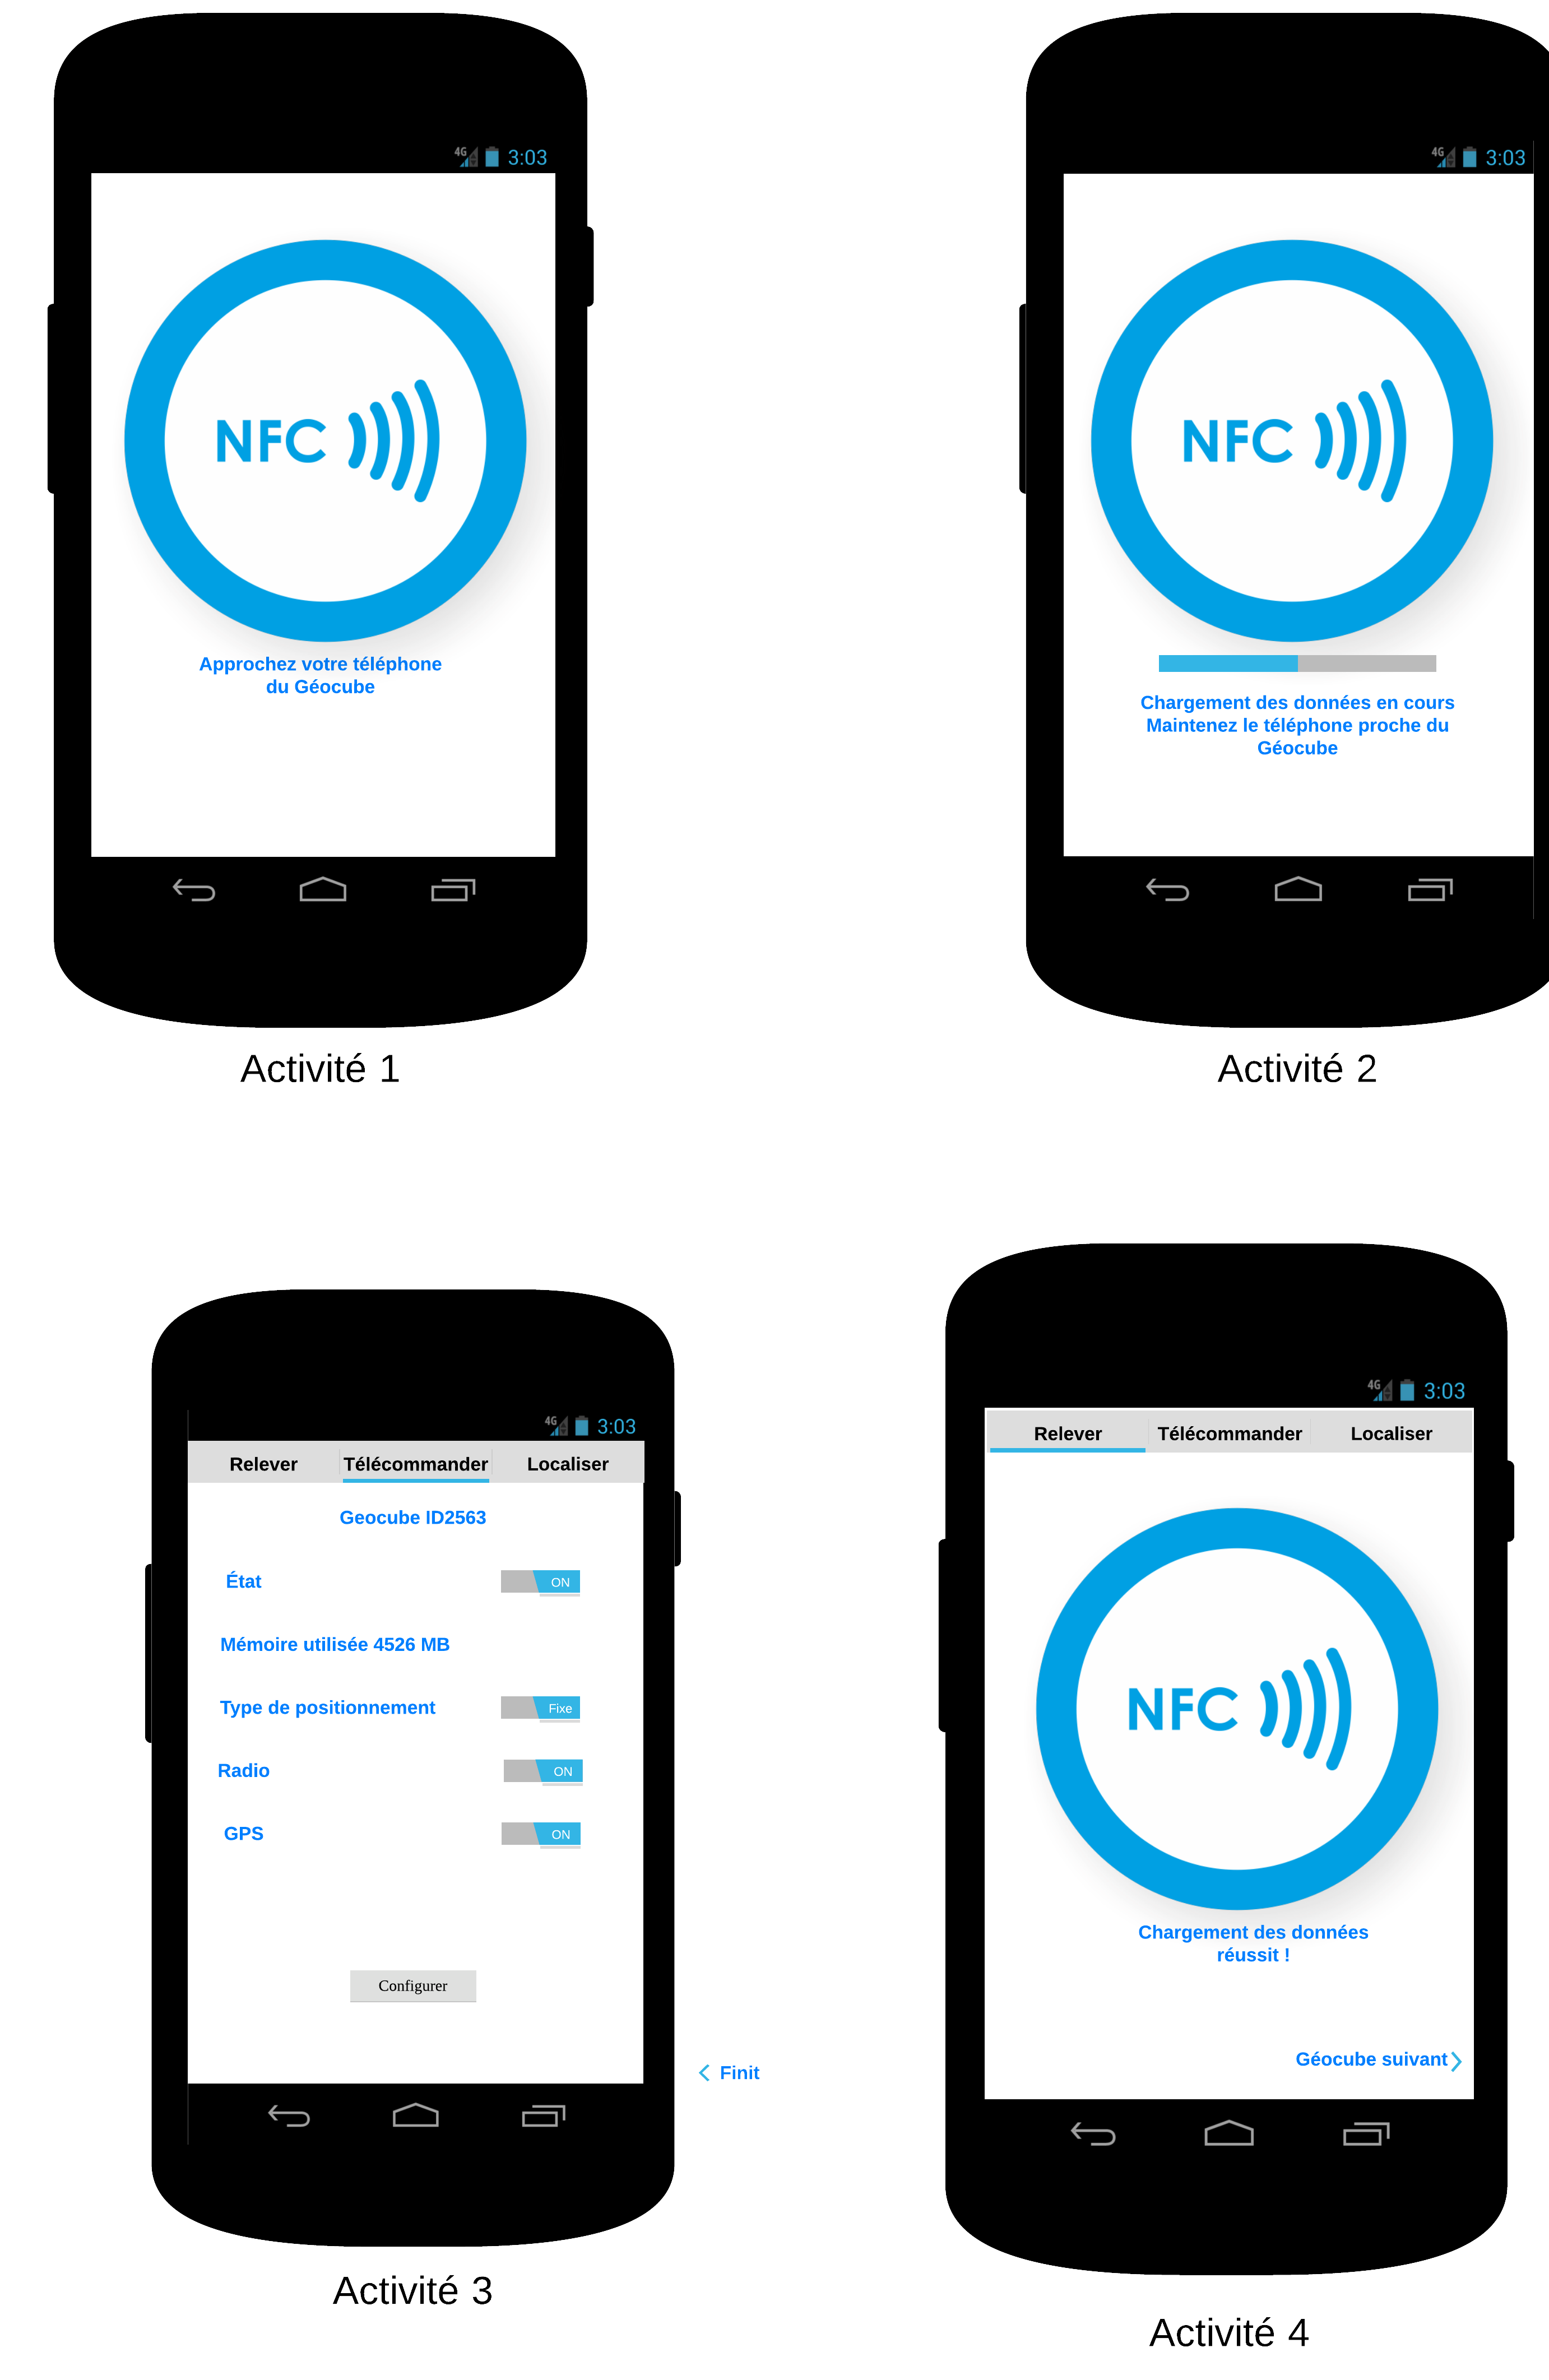 4G 3:03
NFC
Approchez votre téléphone
du Géocube
Activité 1
4G 3:03
NFC
Chargement des données en cours
Maintenez le téléphone proche du
Géocube
Activité 2
4G 3:03
Relever Télécommander Localiser
Geocube ID2563
État ON
Mémoire utilisée 4526 MB
Type de positionnement Fixe
Radio ON
GPS ON
Configurer
Finit
Activité 3
4G 3:03
Relever Télécommander Localiser
NFC
Chargement des données
réussit !
Géocube suivant
Activité 4